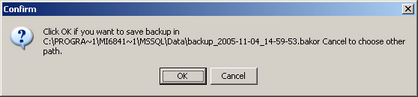 Confirm
Click OK if you want to save backup in
C:\PROGRA~1\MI6841~1\MSSQL\Data\backup_2005-11-04_14-59-53.bakor Cancel to choose other
path.
OK
Cancel